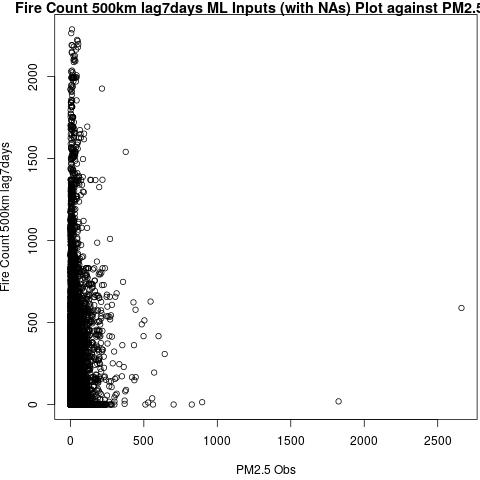 Fire Count 500km lag7days ML Inputs (with NAs) Plot against PM2.5
Fire Count 500km lag7days
2000
1500
1000
500
0
0 500 1000 1500 2000 2500
PM2.5 Obs